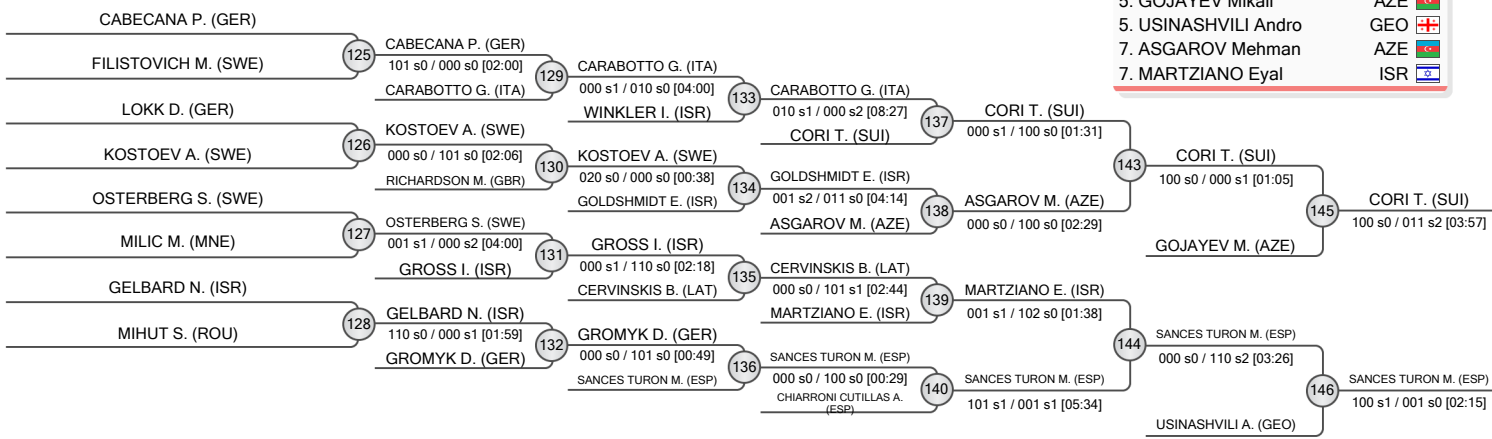 5. GOJAYEV Mikail AZE
5. USINASHVILI Andro GEO
7. ASGAROV Mehman AZE
7. MARTZIANO Eyal ISR
CABECANA P. (GER)
125
FILISTOVICH M. (SWE)
LOKK D. (GER)
126
KOSTOEV A. (SWE)
OSTERBERG S. (SWE)
127
MILIC M. (MNE)
GELBARD N. (ISR)
128
MIHUT S. (ROU)
CABECANA P. (GER)
101 s0 / 000 s0 [02:00]
129
CARABOTTO G. (ITA)
KOSTOEV A. (SWE)
000 s0 / 101 s0 [02:06]
130
RICHARDSON M. (GBR)
OSTERBERG S. (SWE)
001 s1 / 000 s2 [04:00]
131
GROSS I. (ISR)
GELBARD N. (ISR)
110 s0 / 000 s1 [01:59]
132
GROMYK D. (GER)
CARABOTTO G. (ITA)
000 s1 / 010 s0 [04:00]
133
WINKLER I. (ISR)
KOSTOEV A. (SWE)
020 s0 / 000 s0 [00:38]
134
GOLDSHMIDT E. (ISR)
GROSS I. (ISR)
000 s1 / 110 s0 [02:18]
135
CERVINSKIS B. (LAT)
GROMYK D. (GER)
000 s0 / 101 s0 [00:49]
136
SANCES TURON M. (ESP)
CARABOTTO G. (ITA)
010 s1 / 000 s2 [08:27]
137
CORI T. (SUI)
GOLDSHMIDT E. (ISR)
001 s2 / 011 s0 [04:14]
138
ASGAROV M. (AZE)
CERVINSKIS B. (LAT)
000 s0 / 101 s1 [02:44]
139
MARTZIANO E. (ISR)
SANCES TURON M. (ESP)
000 s0 / 100 s0 [00:29]
140
CHIARRONI CUTILLAS A.
(ESP)
CORI T. (SUI)
000 s1 / 100 s0 [01:31]
143
ASGAROV M. (AZE)
000 s0 / 100 s0 [02:29]
MARTZIANO E. (ISR)
001 s1 / 102 s0 [01:38]
144
SANCES TURON M. (ESP)
101 s1 / 001 s1 [05:34]
CORI T. (SUI)
100 s0 / 000 s1 [01:05]
145
GOJAYEV M. (AZE)
SANCES TURON M. (ESP)
000 s0 / 110 s2 [03:26]
146
USINASHVILI A. (GEO)
CORI T. (SUI)
100 s0 / 011 s2 [03:57]
SANCES TURON M. (ESP)
100 s1 / 001 s0 [02:15]